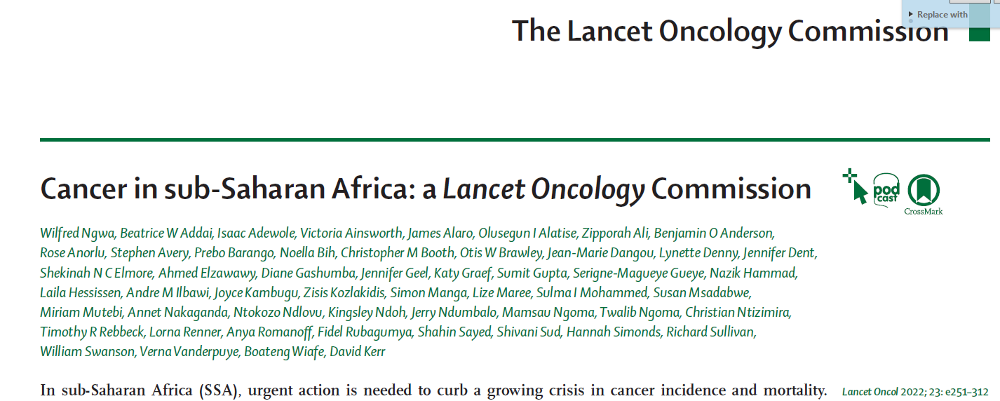 Replace with
The Lancet Oncology Commission
Cancer in sub-Saharan Africa: a Lancet Oncology Commission
pod
cast
CrossMark
Wilfred Ngwa, Beatrice W Addai, Isaac Adewole, Victoria Ainsworth, James Alaro, Olusegun I Alatise, Zipporah Ali, Benjamin O Anderson,
Rose Anorlu, Stephen Avery, Prebo Barango, Noella Bih, Christopher M Booth, Otis W Brawley, Jean-Marie Dangou, Lynette Denny, Jennifer Dent,
Shekinah N C Elmore, Ahmed Elzawawy, Diane Gashumba, Jennifer Geel, Katy Graef, Sumit Gupta, Serigne-Magueye Gueye, Nazik Hammad,
Laila Hessissen, Andre M Ilbawi, Joyce Kambugu, Zisis Kozlakidis, Simon Manga, Lize Maree, Sulma I Mohammed, Susan Msadabwe,
Miriam Mutebi, Annet Nakaganda, Ntokozo Ndlovu, Kingsley Ndoh, Jerry Ndumbalo, Mamsau Ngoma, Twalib Ngoma, Christian Ntizimira,
Timothy R Rebbeck, Lorna Renner, Anya Romanoff, Fidel Rubagumya, Shahin Sayed, Shivani Sud, Hannah Simonds, Richard Sullivan,
William Swanson, Verna Vanderpuye, Boateng Wiafe, David Kerr
In sub-Saharan Africa (SSA), urgent action is needed to curb a growing crisis in cancer incidence and mortality.
Lancet Oncol 2022; 23: e251–312